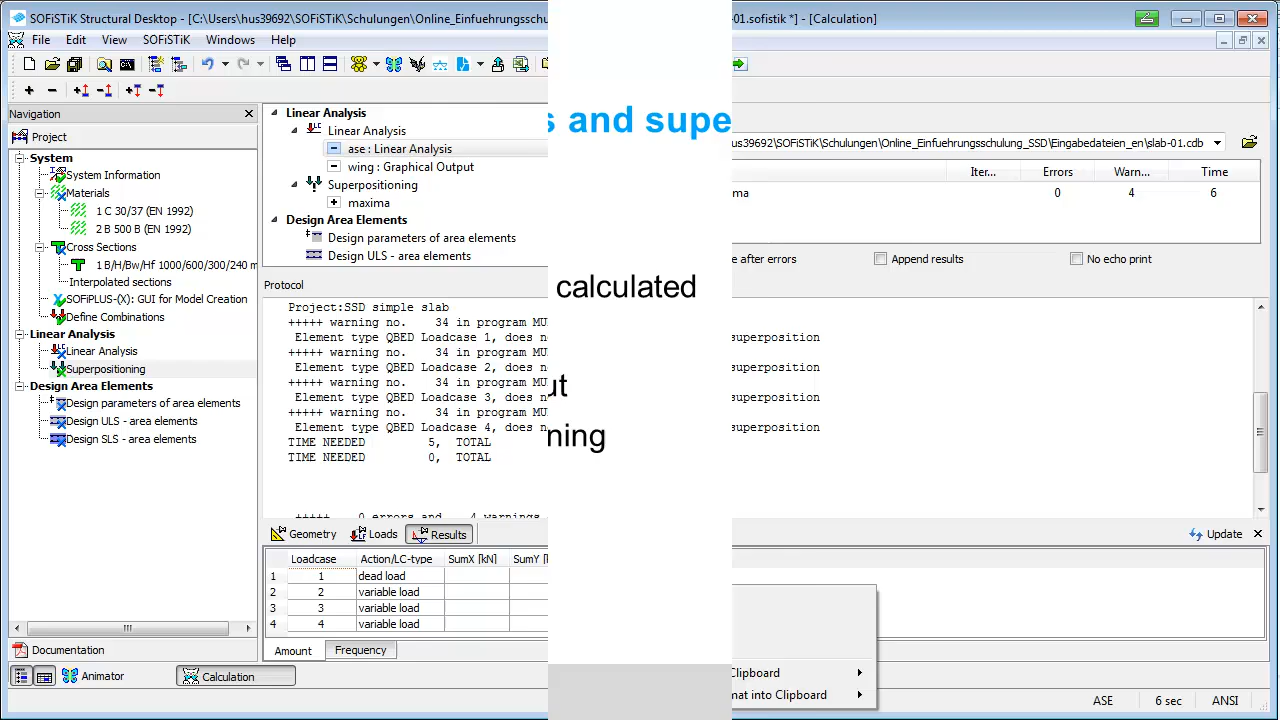 SOFiSTiK Structural Desktop - [C:\Users\hus39692\SOFiSTiK\Schulungen\Online_Einfuehrungsschu
-01.sofistik *] - [Calculation]
File Edit View SOFiSTiK Windows Help
Navigation
Project
System
System Information
Materials
1 C 30/37 (EN 1992)
2 B 500 B (EN 1992)
Cross Sections
1 B/H/Bw/Hf 1000/600/300/240 m
Interpolated sections
SOFiPLUS-(X): GUI for Model Creation
Define Combinations
Linear Analysis
Linear Analysis
Superpositioning
Design Area Elements
Design parameters of area elements
Design ULS - area elements
Design SLS - area elements
Documentation
Linear Analysis
Linear Analysis
ase : Linear Analysis
wing : Graphical Output
Superpositioning
maxima
Design Area Elements
Design parameters of area elements
Design ULS - area elements
Protocol
Project:SSD simple slab
+++++ warning no. 34 in program MU
Element type QBED Loadcase 1, does n
+++++ warning no. 34 in program MU
Element type QBED Loadcase 2, does n
+++++ warning no. 34 in program MU
Element type QBED Loadcase 3, does n
+++++ warning no. 34 in program MU
Element type QBED Loadcase 4, does n
TIME NEEDED 5, TOTAL
TIME NEEDED 0, TOTAL
+++++ 0 errors and 4 warnings
Geometry Loads Results
Loadcase Action/LC-type SumX [kN] SumY [k
1 1 dead load
2 2 variable load
3 3 variable load
4 4 variable load
Amount Frequency
Animator Calculation
s and supe
calculated
ut
ning
hus39692\SOFiSTiK\Schulungen\Online_Einfuehrungsschulung_SSD\Eingabedateien_en\slab-01.cdb
Iter... Errors Warn... Time
ma 0 4 6
e after errors Append results No echo print
superposition
superposition
superposition
superposition
Update
Clipboard
mat into Clipboard
ASE 6 sec ANSI